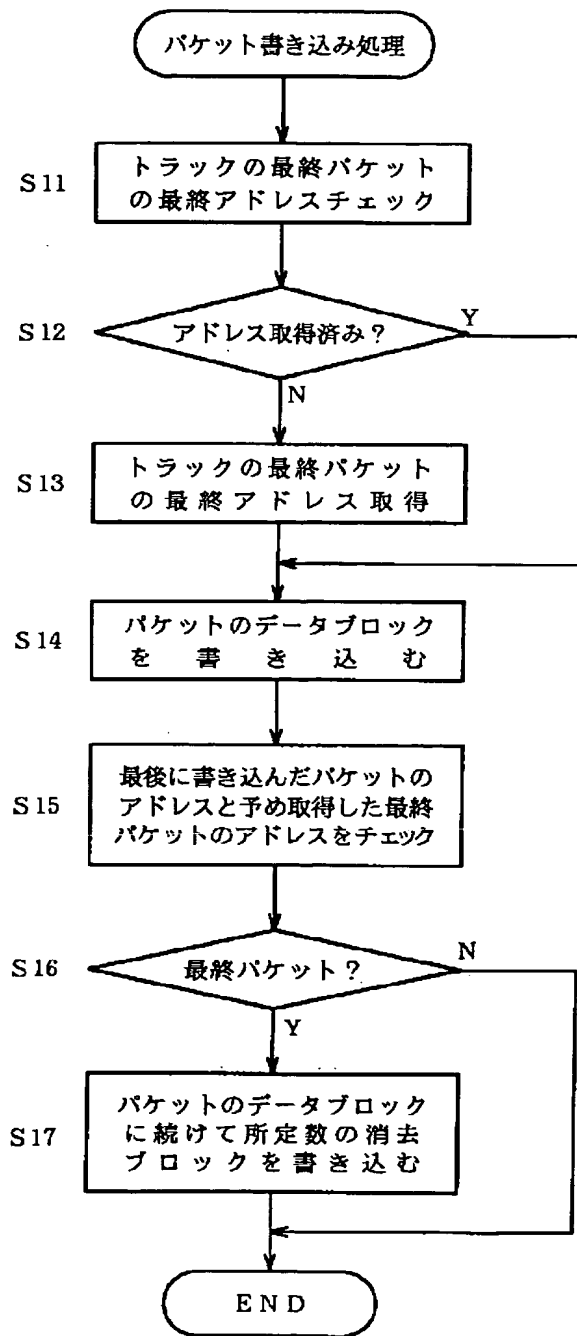 パケット書き込み処理
S11
トラックの最終パケット
の最終アドレスチェック
S12
アドレス取得済み？
Y
N
S13
トラックの最終パケット
の最終アドレス取得
S14
パケットのデータブロック
を書き込む
S15
最後に書き込んだパケットの
アドレスと予め取得した最終
パケットのアドレスをチェック
S16
最終パケット？
N
Y
S17
パケットのデータブロック
に続けて所定数の消去
ブロックを書き込む
END